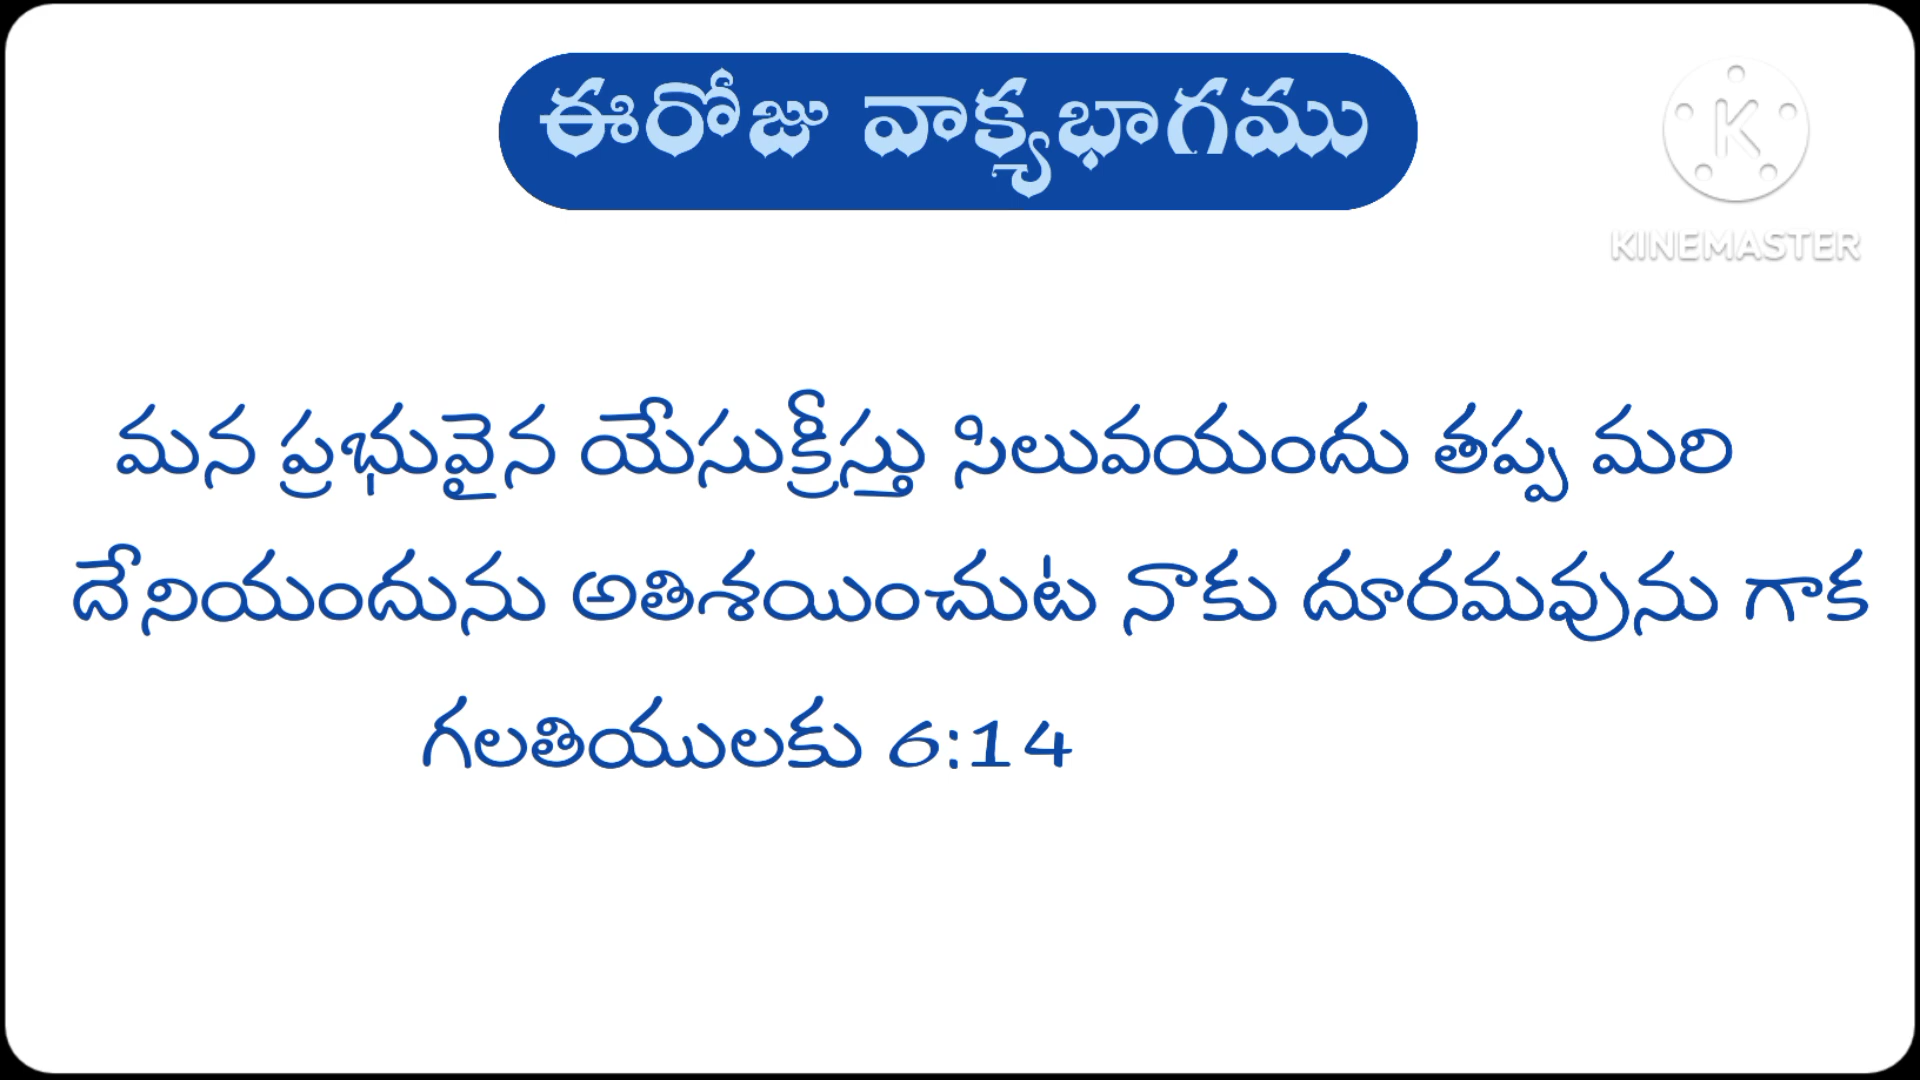 ఈరోజు వాక్యభాగము
KINEMASTER
మన ప్రభువైన యేసుక్రీస్తు సిలువయందు తప్ప మరి
దేనియందును అతిశయించుట నాకు దూరమవును గాక
గలతియులకు 6:14